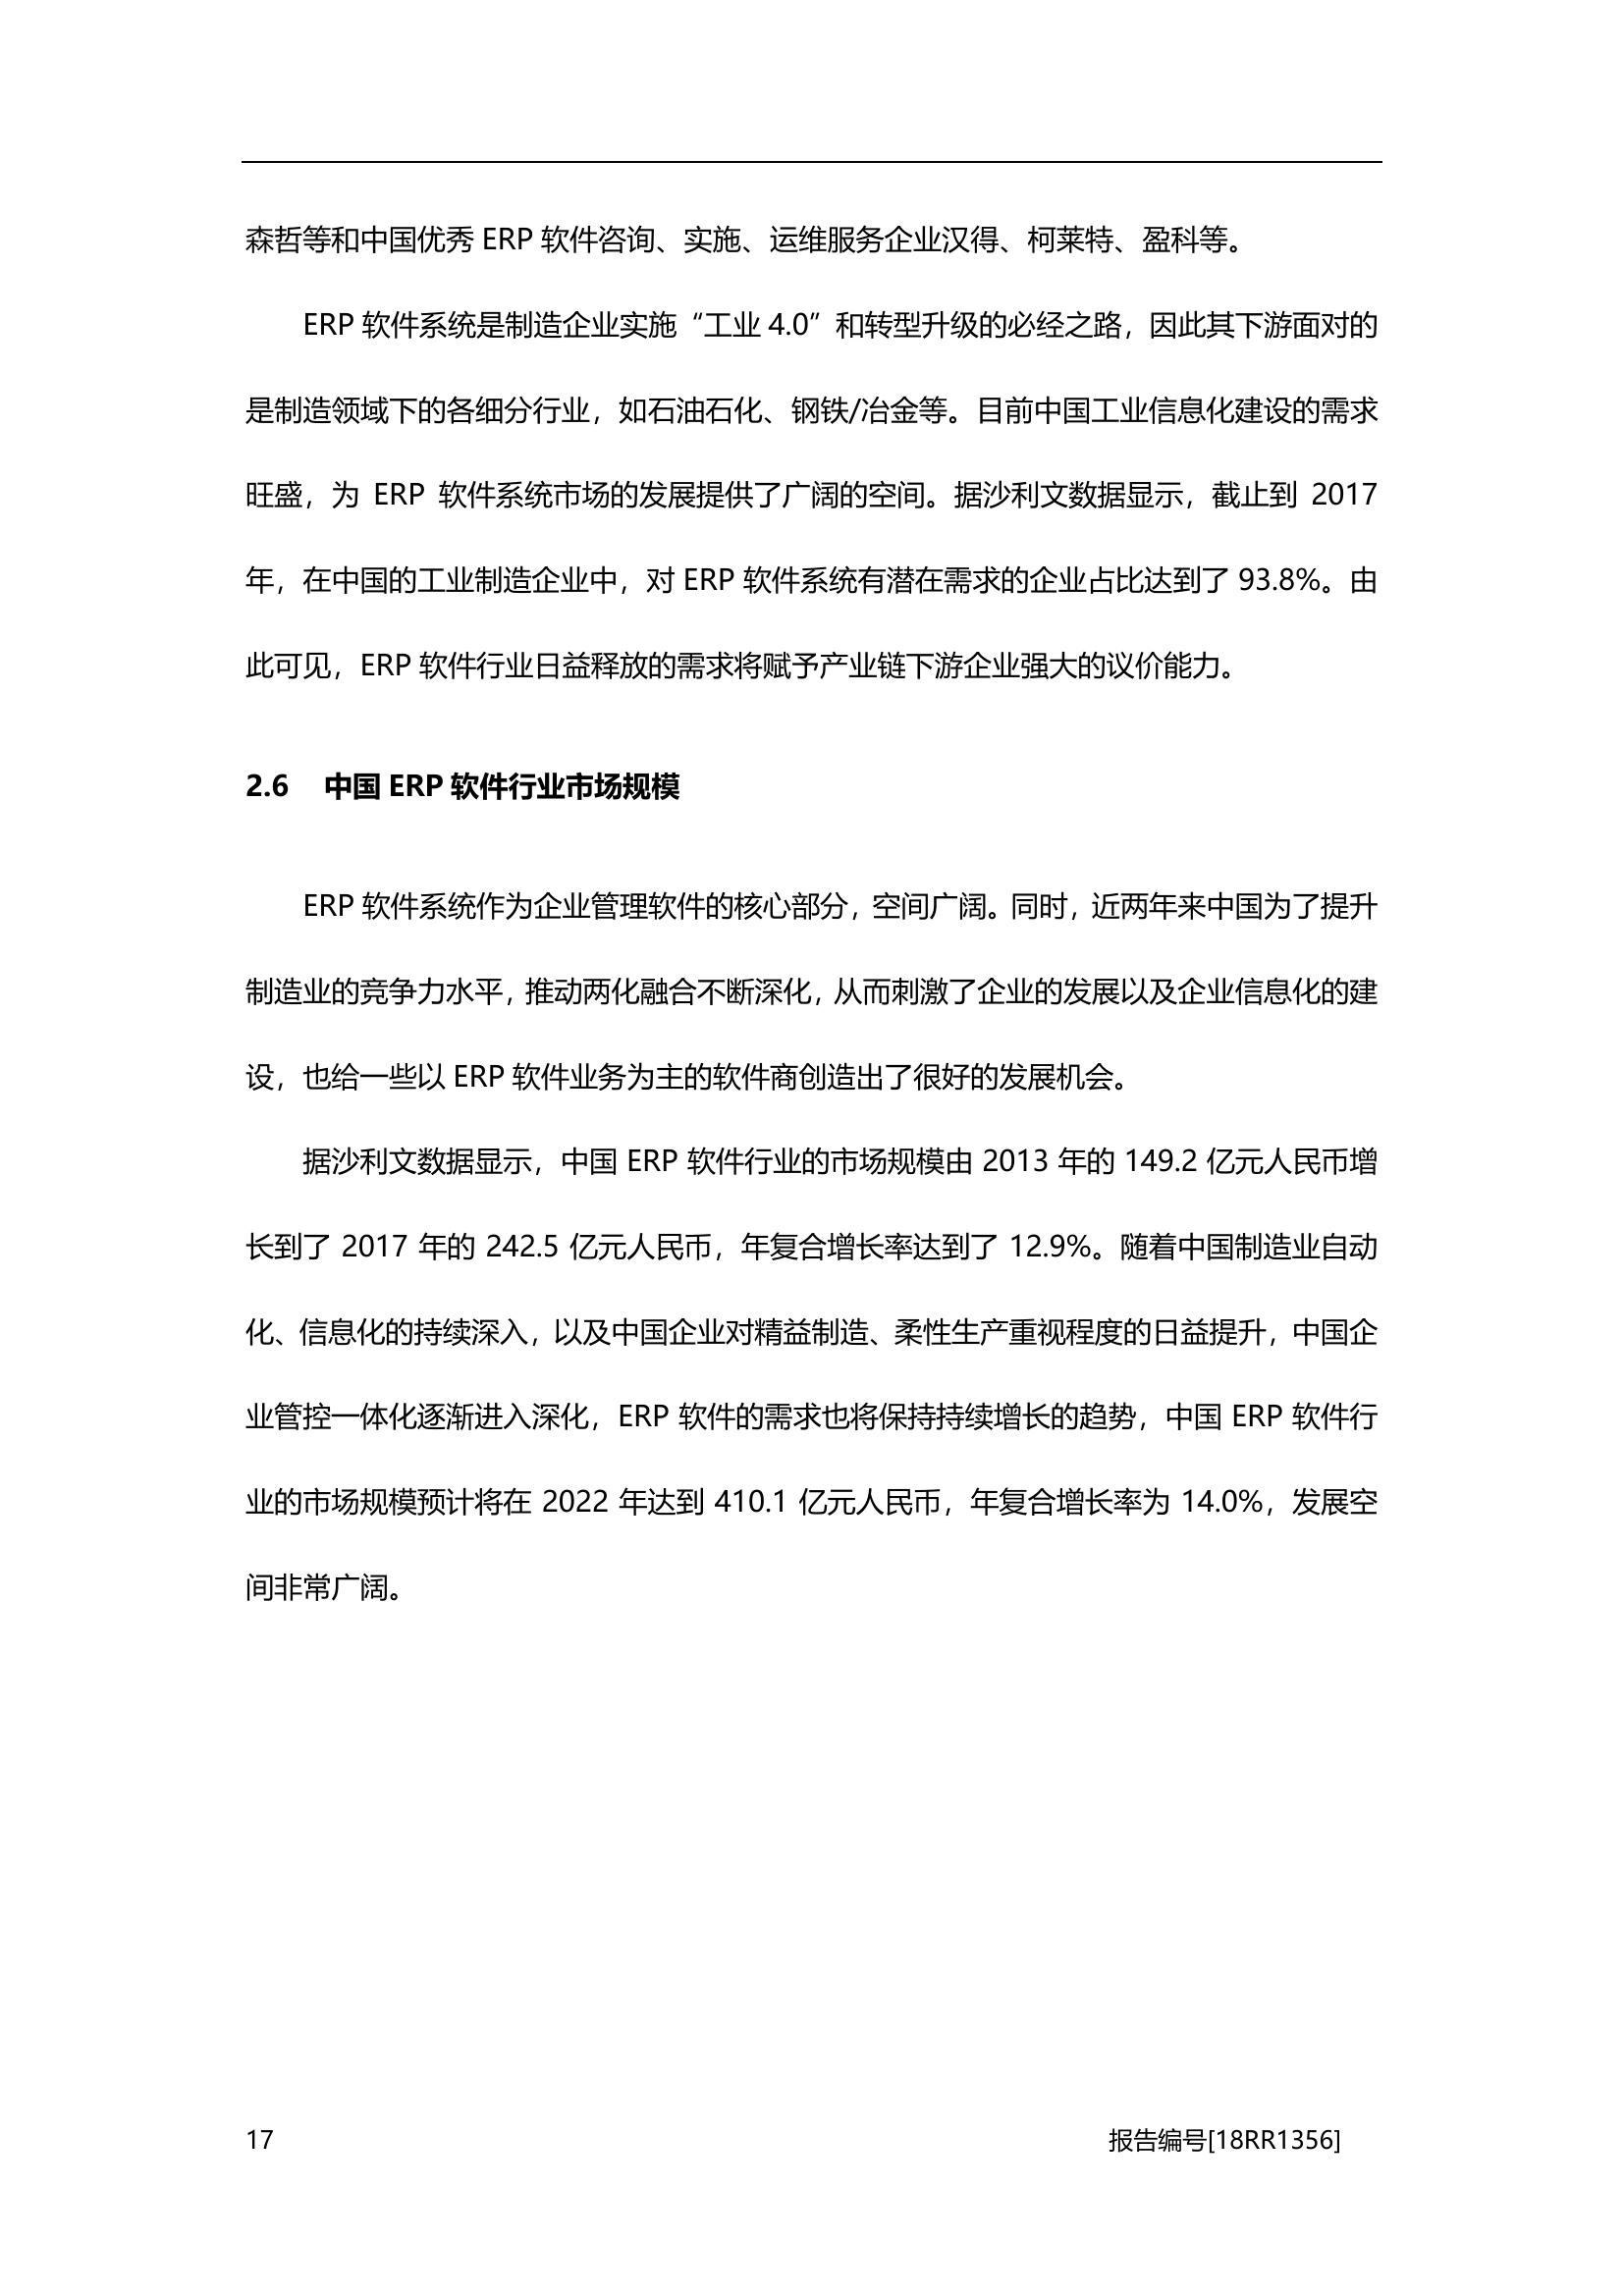 森哲等和中国优秀 ERP 软件咨询、实施、运维服务企业汉得、柯莱特、盈科等。
ERP 软件系统是制造企业实施“工业 4.0”和转型升级的必经之路，因此其下游面对的
是制造领域下的各细分行业，如石油石化、钢铁/冶金等。目前中国工业信息化建设的需求
旺盛，为 ERP 软件系统市场的发展提供了广阔的空间。据沙利文数据显示，截止到 2017
年，在中国的工业制造企业中，对 ERP 软件系统有潜在需求的企业占比达到了 93.8%。由
此可见，ERP 软件行业日益释放的需求将赋予产业链下游企业强大的议价能力。
2.6 中国 ERP 软件行业市场规模
ERP 软件系统作为企业管理软件的核心部分，空间广阔。同时，近两年来中国为了提升
制造业的竞争力水平，推动两化融合不断深化，从而刺激了企业的发展以及企业信息化的建
设，也给一些以 ERP 软件业务为主的软件商创造出了很好的发展机会。
据沙利文数据显示，中国 ERP 软件行业的市场规模由 2013 年的 149.2 亿元人民币增
长到了 2017 年的 242.5 亿元人民币，年复合增长率达到了 12.9%。随着中国制造业自动
化、信息化的持续深入，以及中国企业对精益制造、柔性生产重视程度的日益提升，中国企
业管控一体化逐渐进入深化，ERP 软件的需求也将保持持续增长的趋势，中国 ERP 软件行
业的市场规模预计将在 2022 年达到 410.1 亿元人民币，年复合增长率为 14.0%，发展空
间非常广阔。
17 报告编号[18RR1356]